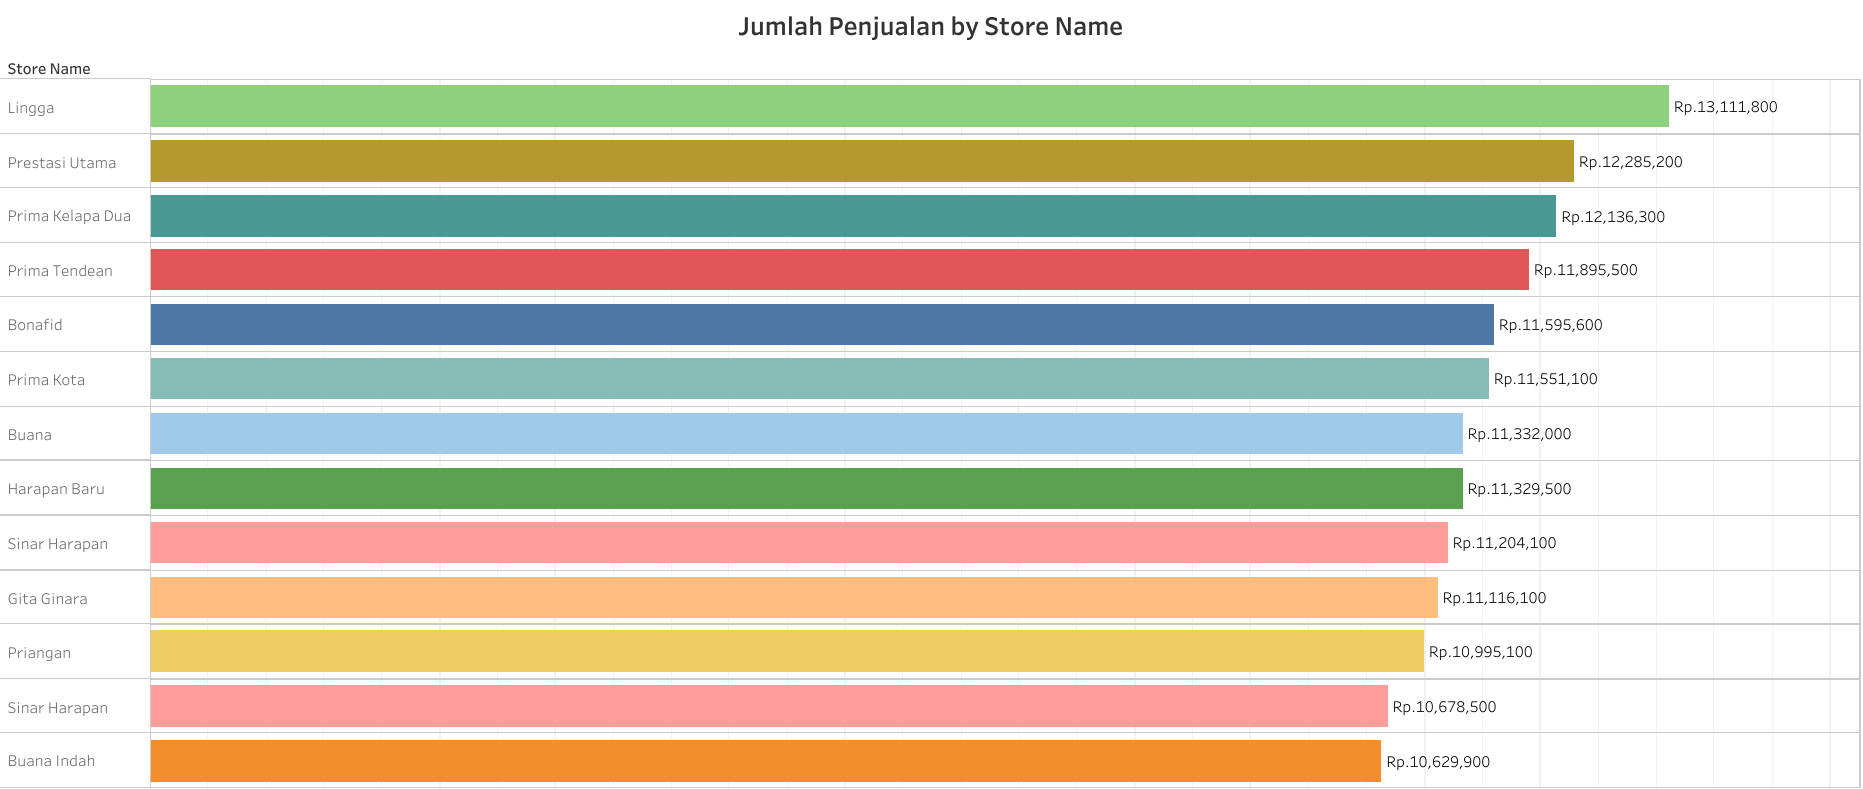 Jumlah Penjualan by Store Name
Store Name
Lingga Rp.13,111,800
Prestasi Utama Rp.12,285,200
Prima Kelapa Dua Rp.12,136,300
Prima Tendean Rp.11,895,500
Bonafid Rp.11,595,600
Prima Kota Rp.11,551,100
Buana Rp.11,332,000
Harapan Baru Rp.11,329,500
Sinar Harapan Rp.11,204,100
Gita Ginara Rp.11,116,100
Priangan Rp.10,995,100
Sinar Harapan Rp.10,678,500
Buana Indah Rp.10,629,900